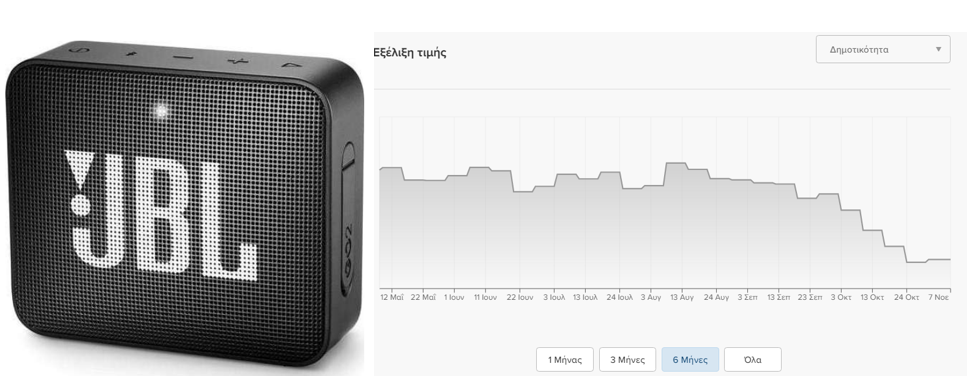 JBL
GO 2
Εξέλιξη τιμής
Δημοτικότητα
12 Μαΐ 22 Μαΐ 1 Ιουν 11 Ιουν 22 Ιουν 3 Ιουλ 13 Ιουλ 24 Ιουλ 3 Αυγ 13 Αυγ 24 Αυγ 3 Σεπ 13 Σεπ 23 Σεπ 3 Οκτ 13 Οκτ 24 Οκτ 7 Νοε
1 Μήνας 3 Μήνες 6 Μήνες Όλα